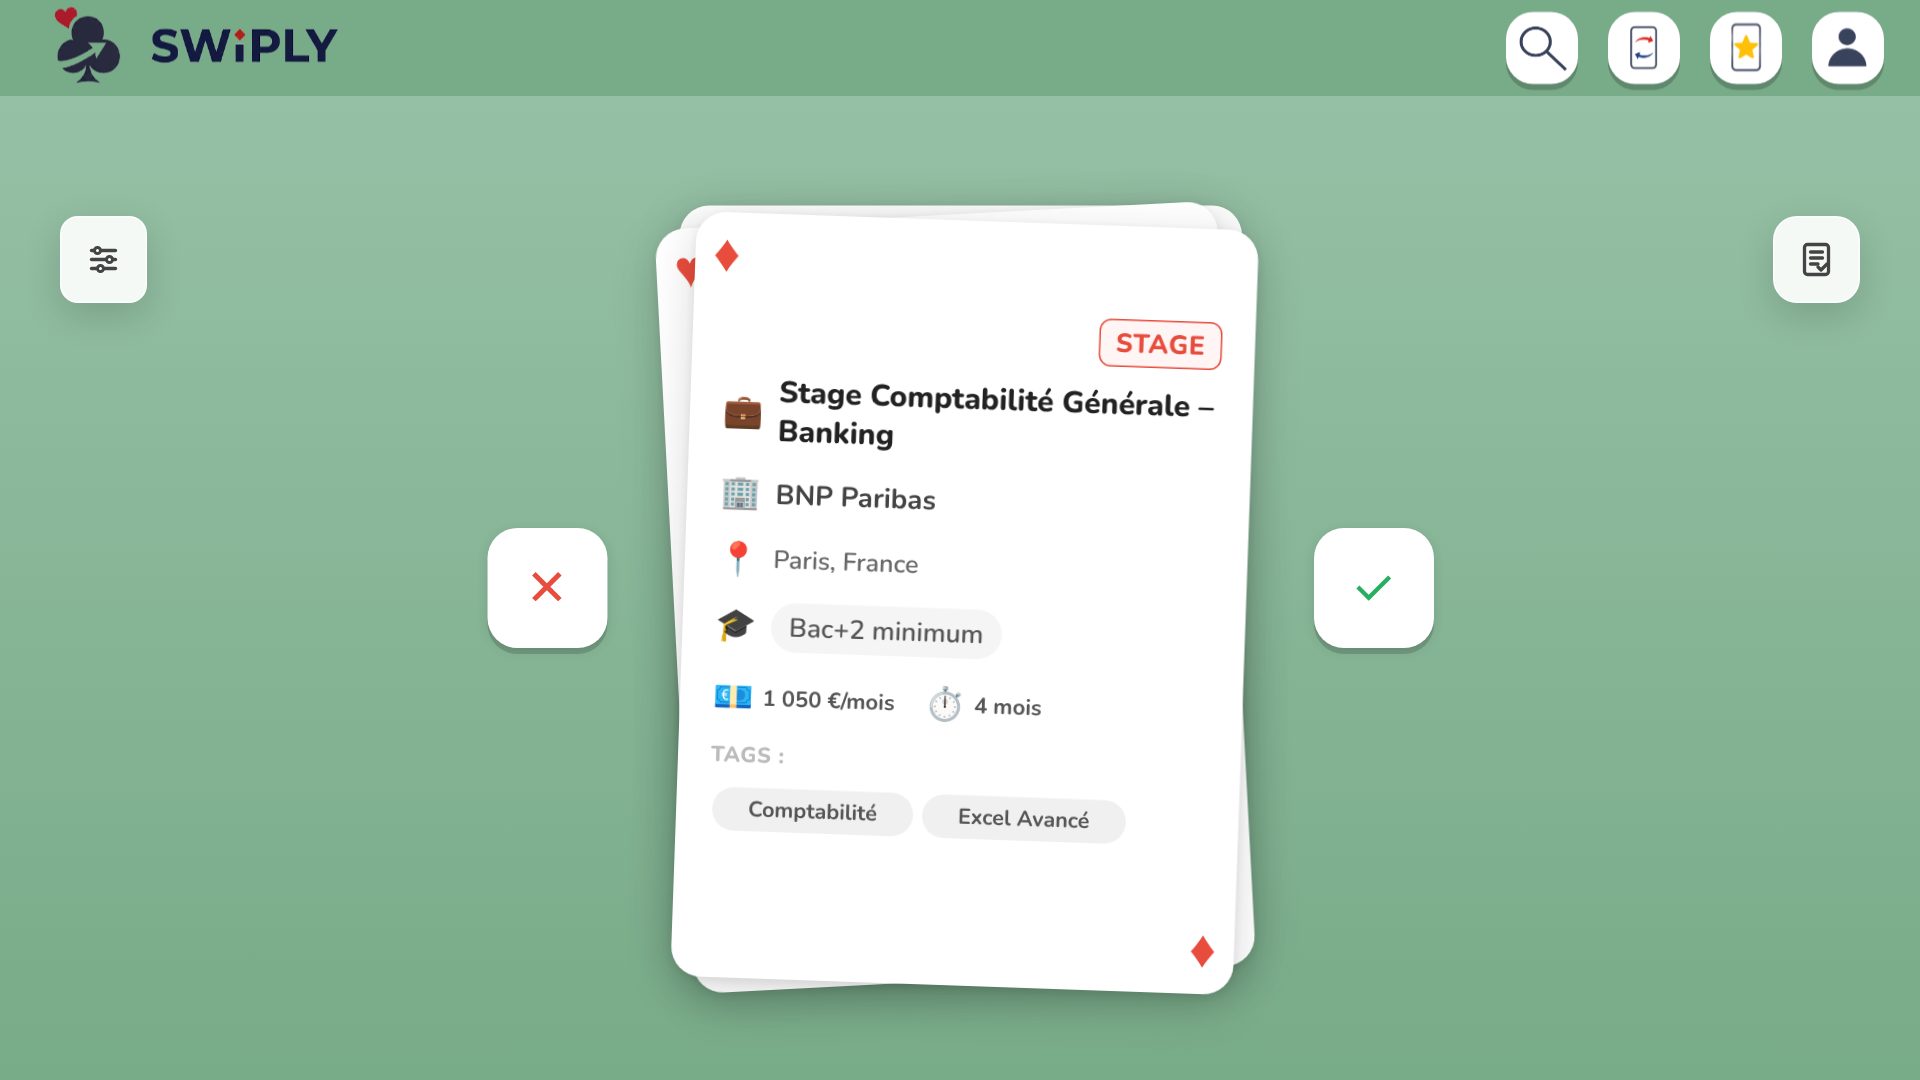 SWiPLY
STAGE
Stage Comptabilité Générale –
Banking
BNP Paribas
Paris, France
Bac+2 minimum
1 050 €/mois
4 mois
TAGS :
Comptabilité
Excel Avancé